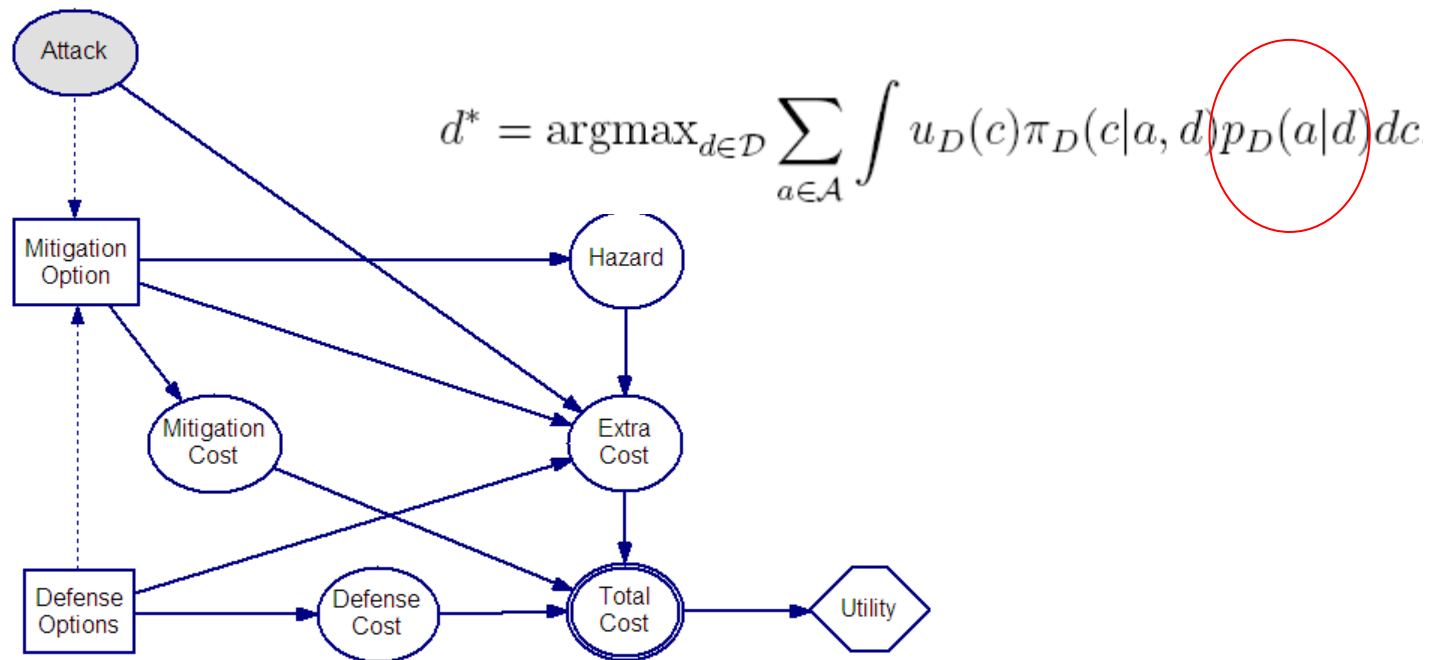 Attack
d* = argmax_{d∈𝒟} ∑_{a∈𝒜} ∫ u_D(c)π_D(c|a, d)p_D(a|d)dc.
Mitigation
Option
Hazard
Mitigation
Cost
Extra
Cost
Defense
Options
Defense
Cost
Total
Cost
Utility